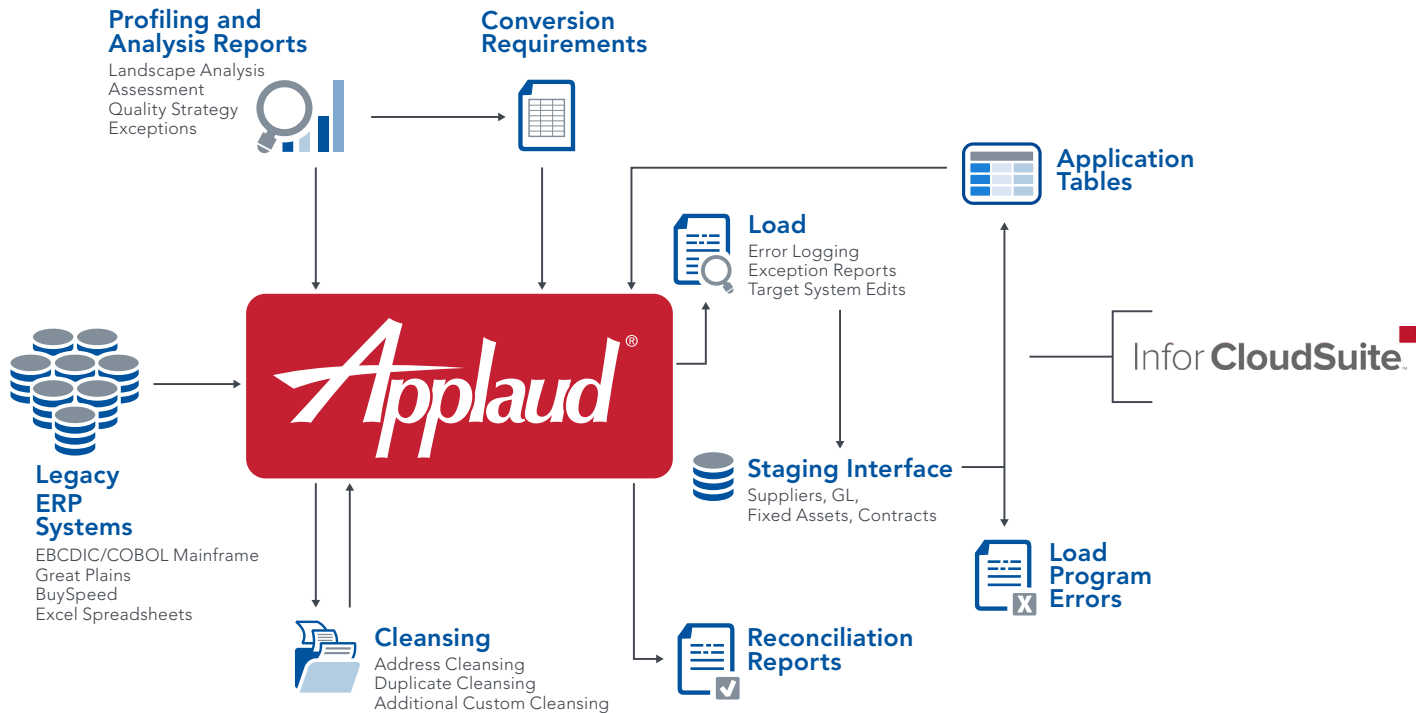 Profiling and
Analysis Reports
Landscape Analysis
Assessment
Quality Strategy
Exceptions
Conversion
Requirements
Application
Tables
Load
Error Logging
Exception Reports
Target System Edits
Applaud®
Infor CloudSuite™
Legacy
ERP
Systems
EBCDIC/COBOL Mainframe
Great Plains
BuySpeed
Excel Spreadsheets
Staging Interface
Suppliers, GL,
Fixed Assets, Contracts
Load
Program
Errors
X
Cleansing
Address Cleansing
Duplicate Cleansing
Additional Custom Cleansing
Reconciliation
Reports